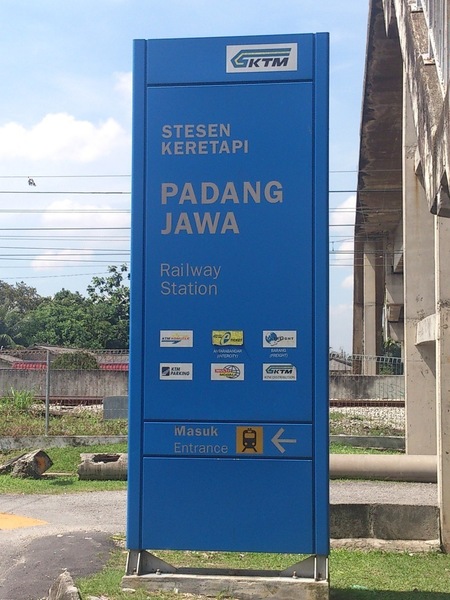 KTM
STESEN
KERETAPI
PADANG
JAWA
Railway
Station
KTM
PARKING
KTM
Masuk
Entrance